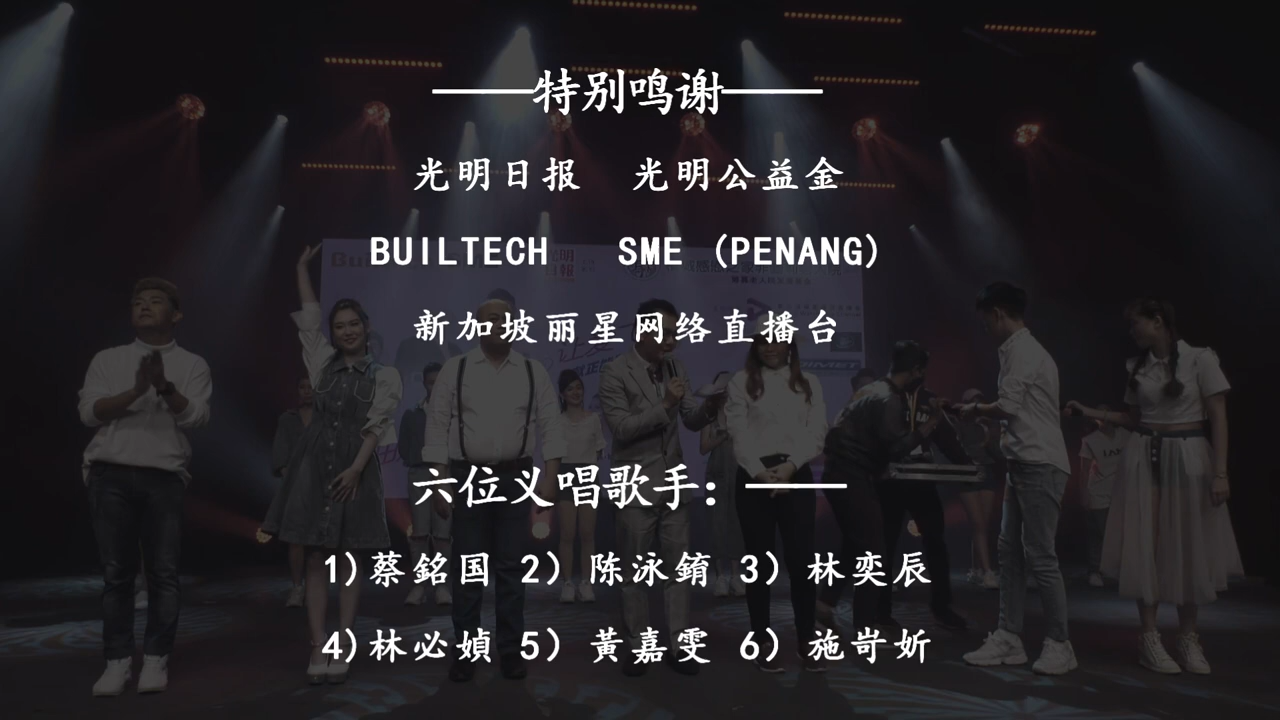 ——特别鸣谢——
光明日报 光明公益金
BUILTECH SME (PENANG)
新加坡丽星网络直播台
六位义唱歌手：——
1)蔡銘国 2）陈泳錥 3）林奕辰
4)林必媜 5）黃嘉雯 6）施岢妡